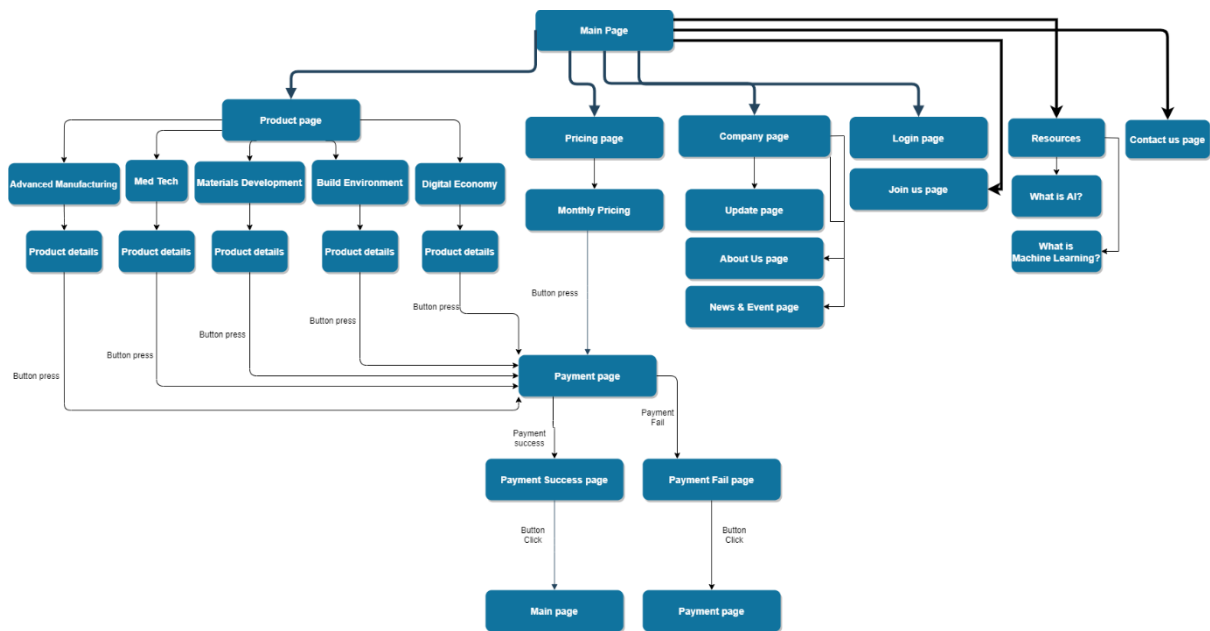 Main Page
Product page
Pricing page
Company page
Login page
Resources
Contact us page
Advanced Manufacturing
Med Tech
Materials Development
Build Environment
Digital Economy
Join us page
Monthly Pricing
Update page
What is AI?
Product details
Product details
Product details
Product details
Product details
About Us page
What is
Machine Learning?
News & Event page
Button press
Button press
Button press
Button press
Button press
Button press
Payment page
Payment
success
Payment
Fail
Payment Success page
Payment Fail page
Button
Click
Button
Click
Main page
Payment page